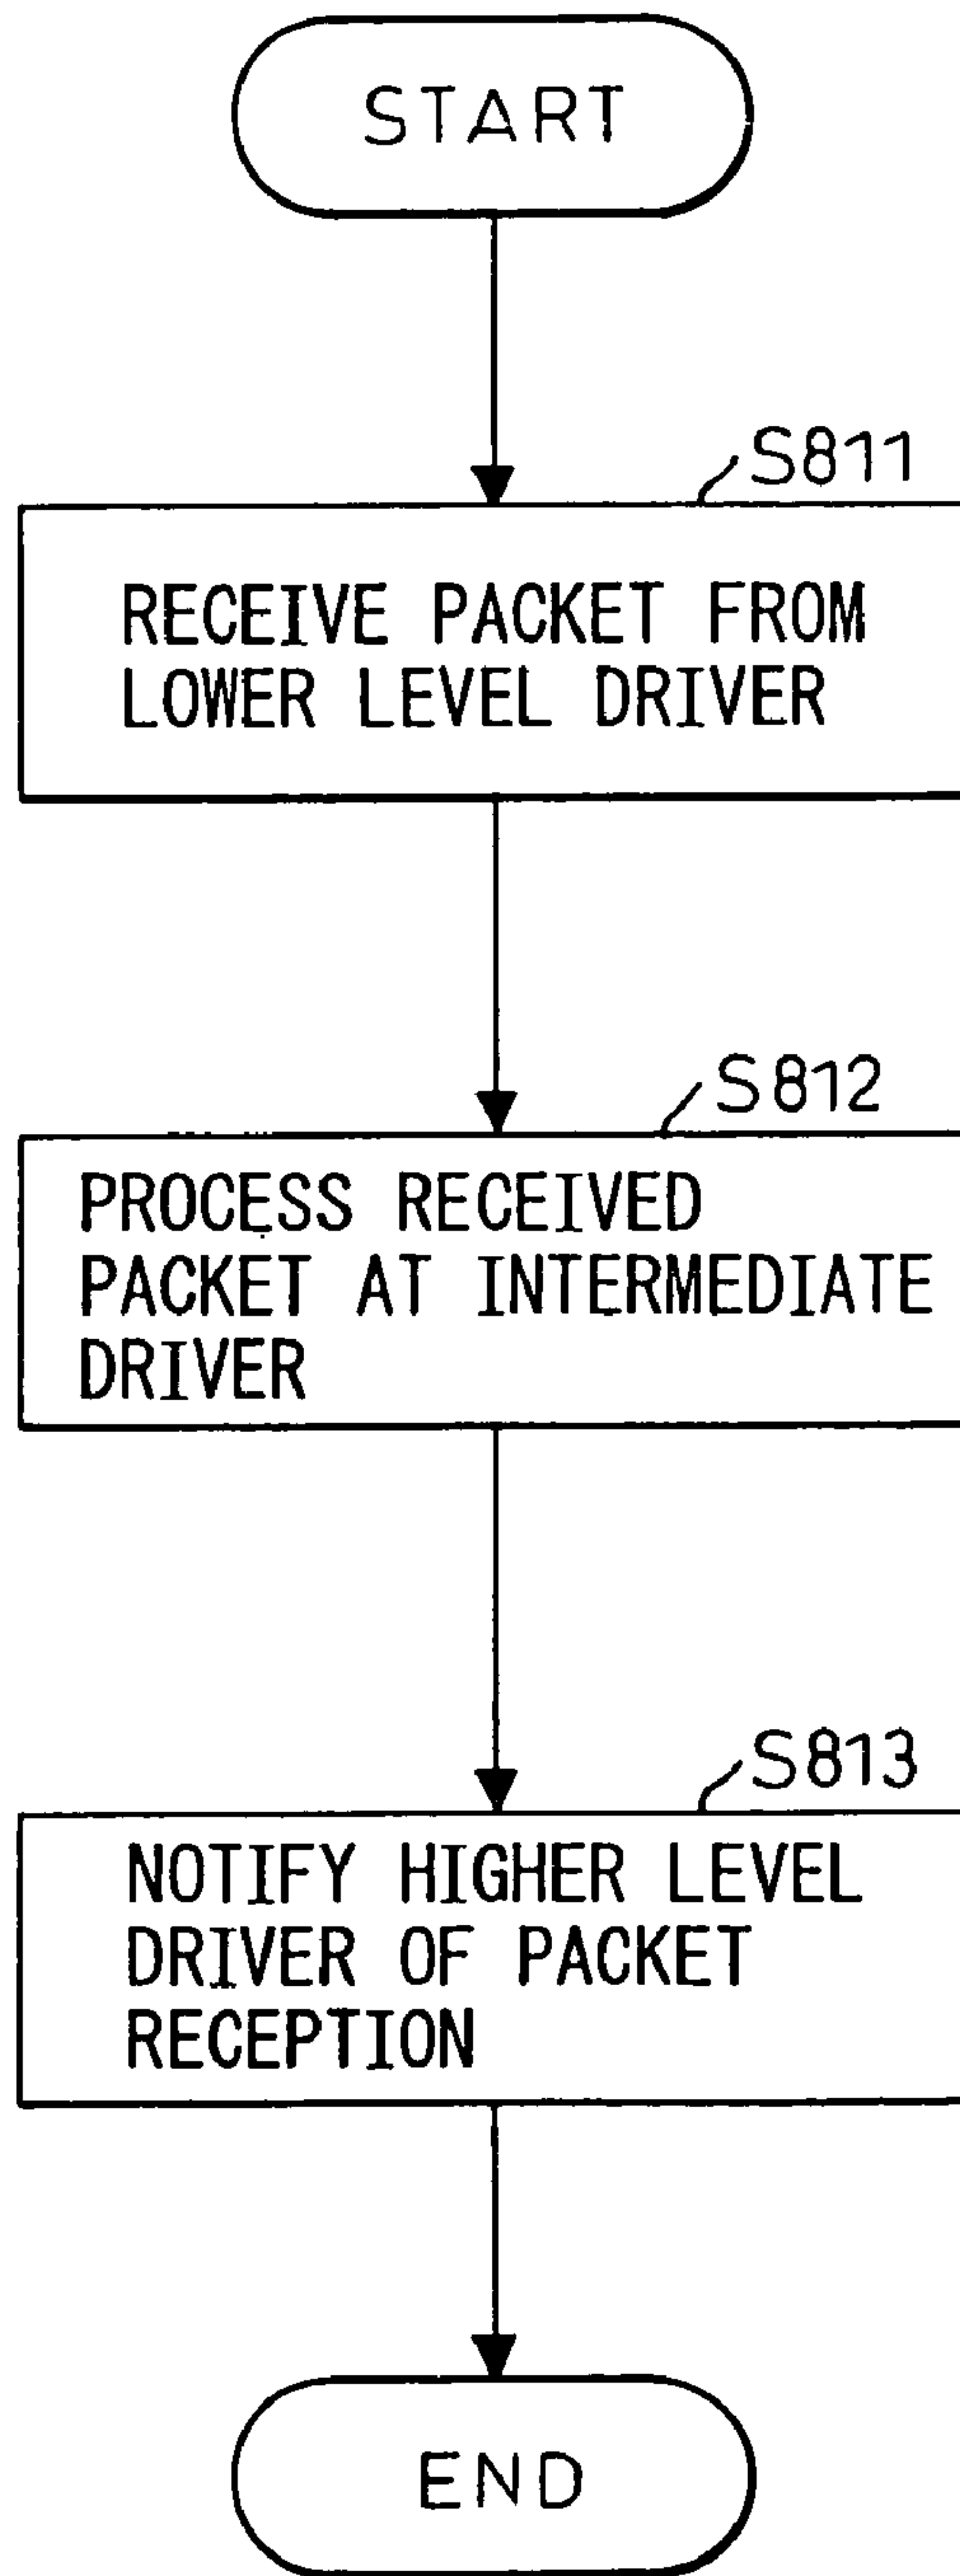 START
S811
RECEIVE PACKET FROM
LOWER LEVEL DRIVER
S812
PROCESS RECEIVED
PACKET AT INTERMEDIATE
DRIVER
S813
NOTIFY HIGHER LEVEL
DRIVER OF PACKET
RECEPTION
END